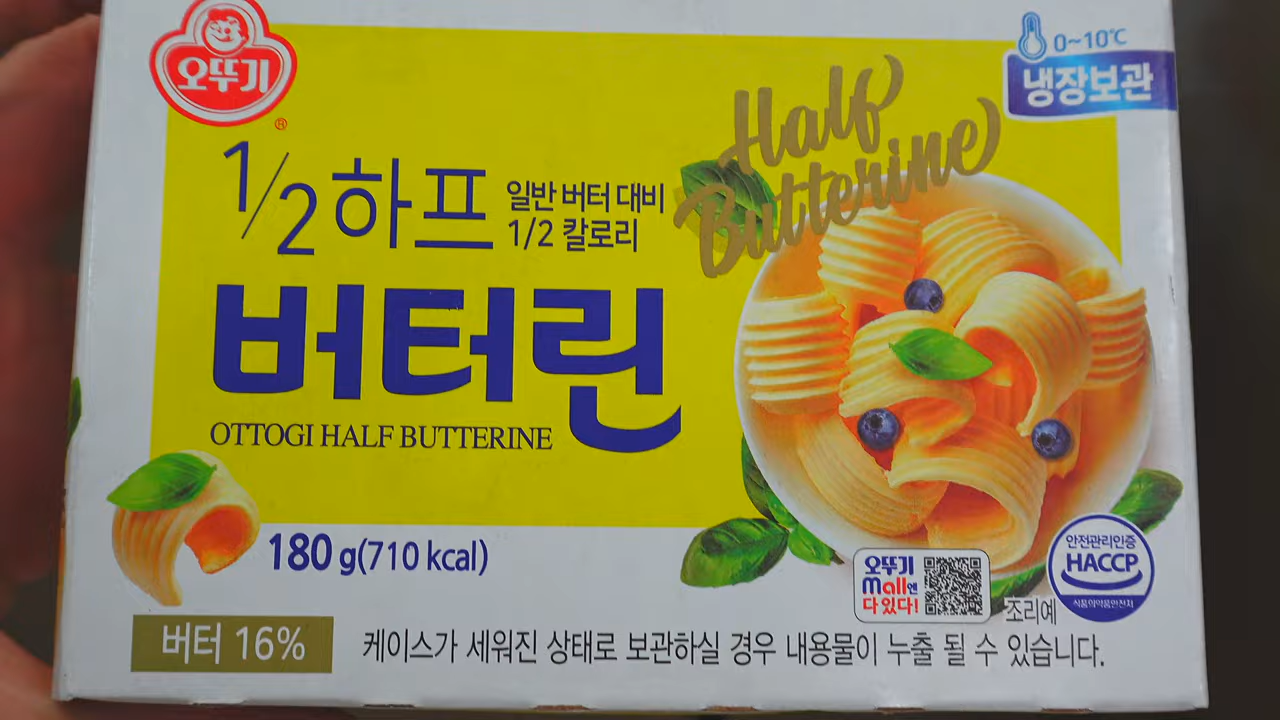 오뚜기
®
0~10℃
냉장보관
Half
Butterine
1/2 하프
일반 버터 대비
1/2 칼로리
버터린
OTTOGI HALF BUTTERINE
180 g(710 kcal)
오뚜기
mall엔
다 있다!
조리예
안전관리인증
HACCP
식품의약품안전처
버터 16%
케이스가 세워진 상태로 보관하실 경우 내용물이 누출 될 수 있습니다.